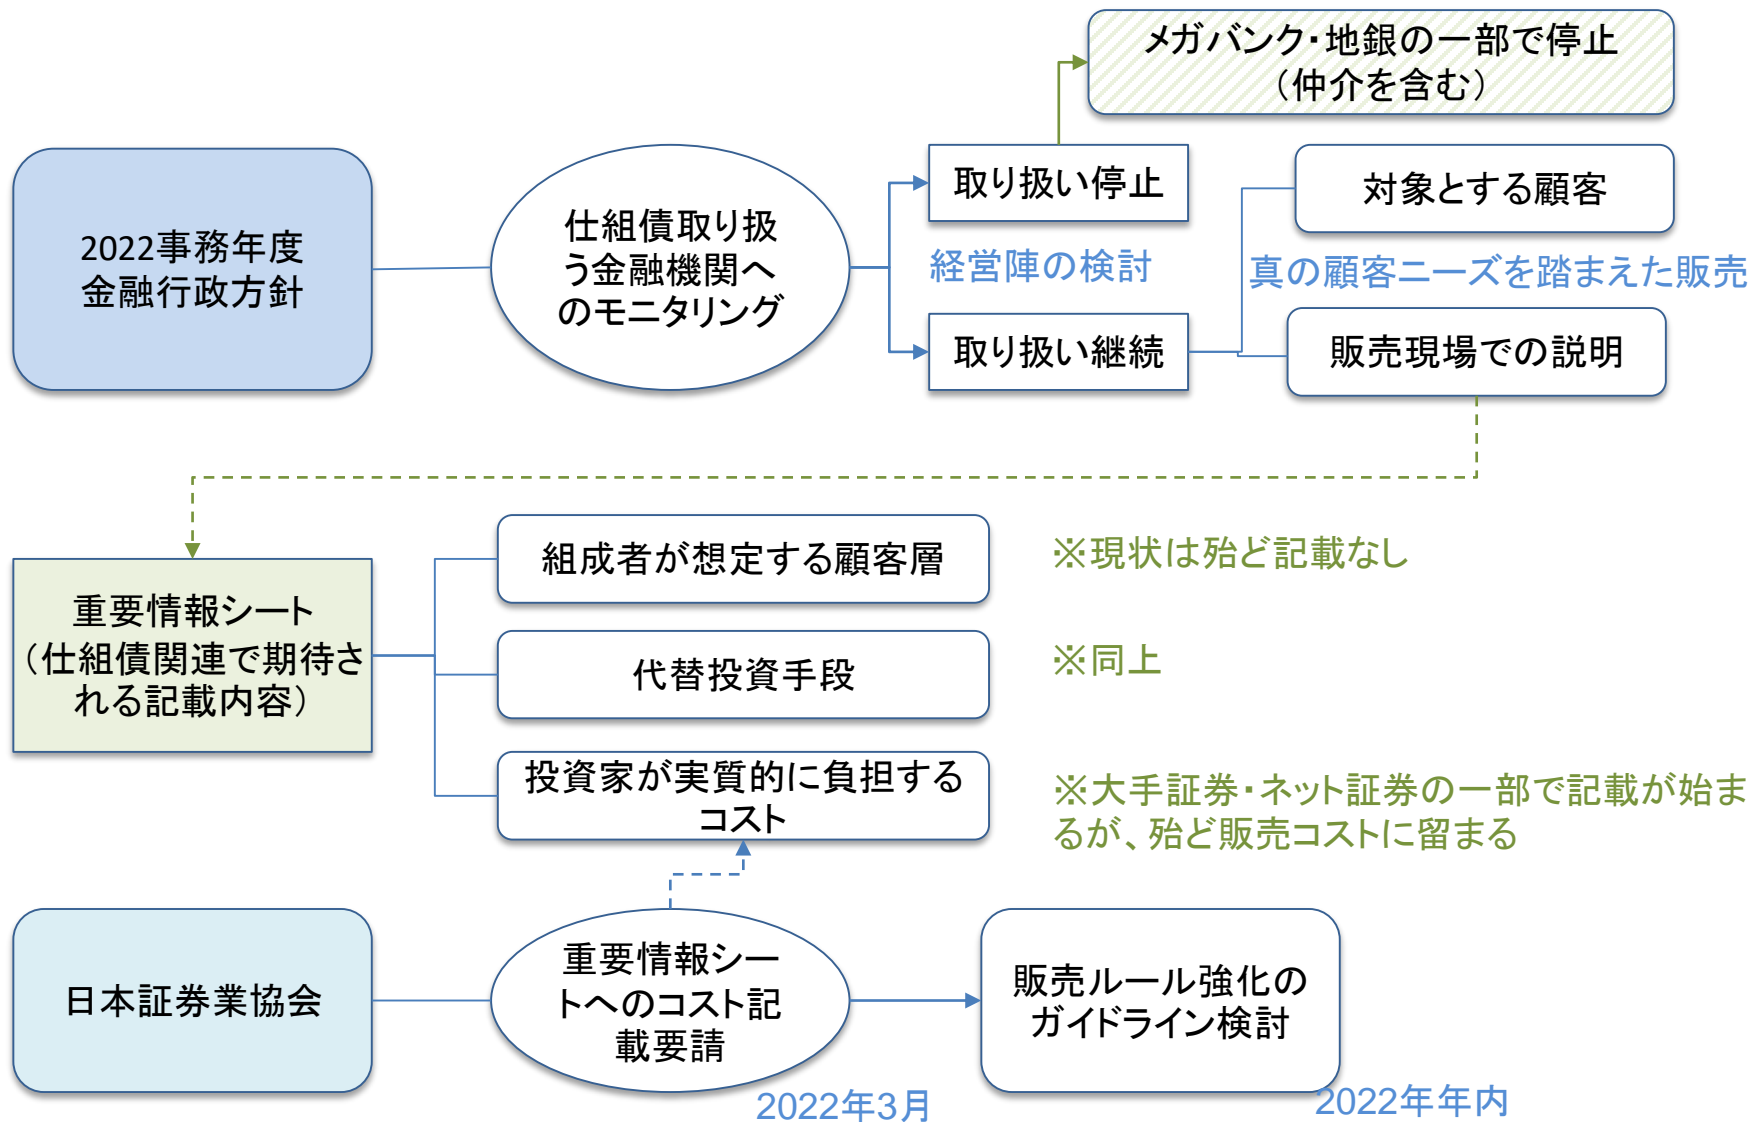 メガバンク・地銀の一部で停止
（仲介を含む）
2022事務年度
金融行政方針
仕組債取り扱
う金融機関へ
のモニタリング
取り扱い停止
経営陣の検討
取り扱い継続
対象とする顧客
真の顧客ニーズを踏まえた販売
販売現場での説明
重要情報シート
（仕組債関連で期待さ
れる記載内容）
組成者が想定する顧客層
※現状は殆ど記載なし
代替投資手段
※同上
投資家が実質的に負担する
コスト
※大手証券・ネット証券の一部で記載が始ま
るが、殆ど販売コストに留まる
日本証券業協会
重要情報シー
トへのコスト記
載要請
2022年3月
販売ルール強化の
ガイドライン検討
2022年年内